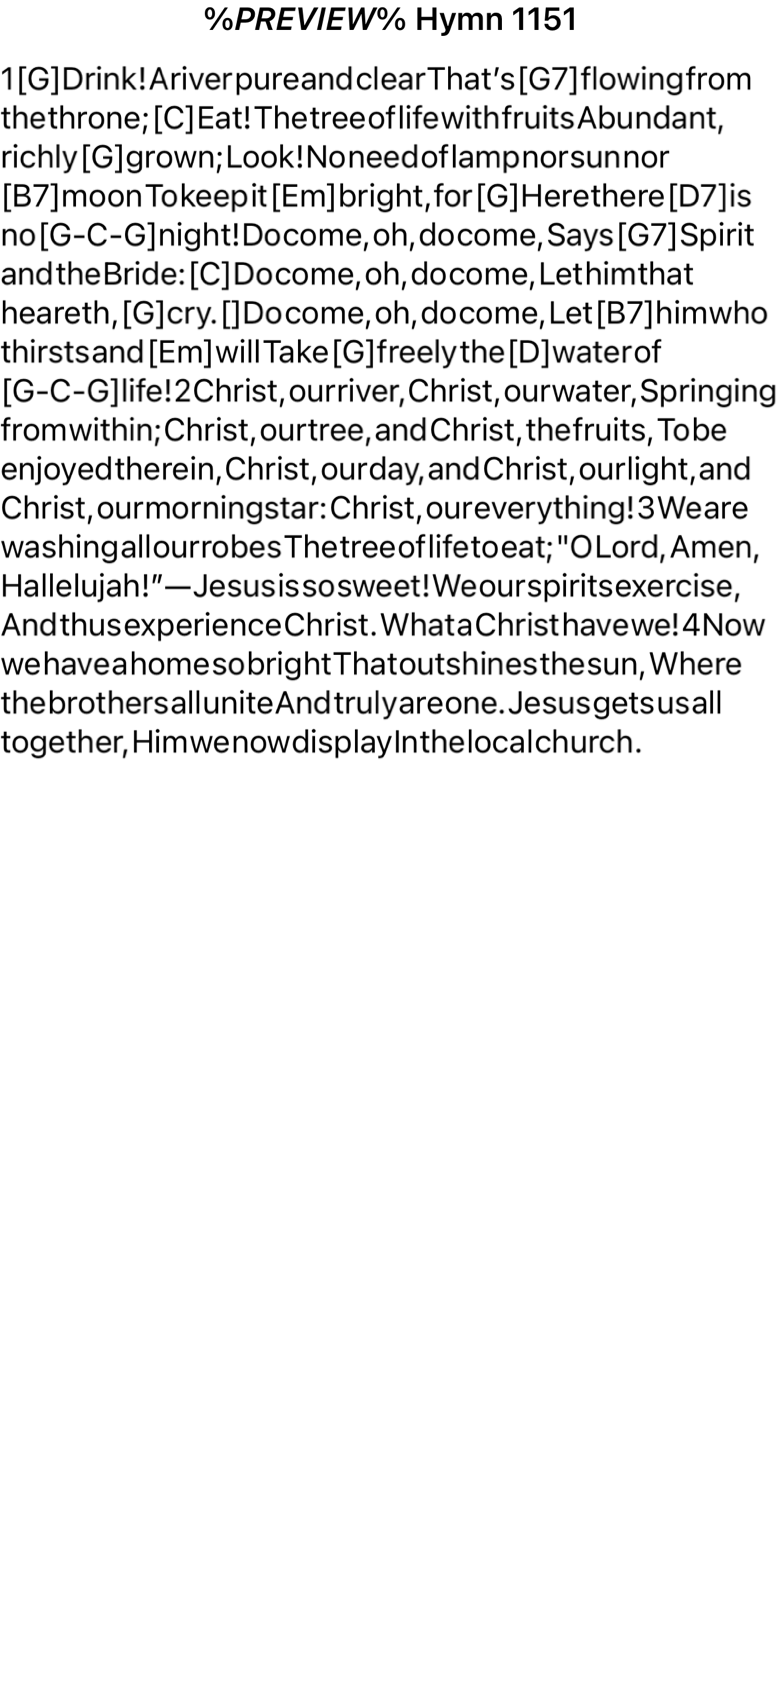 %PREVIEW% Hymn 1151
1[G]Drink!AriverpureandclearThat’s[G7]flowingfrom
thethrone;[C]Eat!ThetreeoflifewithfruitsAbundant,
richly[G]grown;Look!Noneedoflampnorsunnor
[B7]moonTokeepit[Em]bright,for[G]Herethere[D7]is
no[G-C-G]night!Docome,oh,docome,Says[G7]Spirit
andtheBride:[C]Docome,oh,docome,Lethimthat
heareth,[G]cry.[]Docome,oh,docome,Let[B7]himwho
thirstsand[Em]willTake[G]freelythe[D]waterof
[G-C-G]life!2Christ,ourriver,Christ,ourwater,Springing
fromwithin;Christ,ourtree,andChrist,thefruits,Tobe
enjoyedtherein,Christ,ourday,andChrist,ourlight,and
Christ,ourmorningstar:Christ,oureverything!3Weare
washingallourrobesThetreeoflifetoeat;"OLord,Amen,
Hallelujah!”—Jesusissosweet!Weourspiritsexercise,
AndthusexperienceChrist.WhataChristhavewe!4Now
wehaveahomesobrightThatoutshinesthesun,Where
thebrothersalluniteAndtrulyareone.Jesusgetsusall
together,HimwenowdisplayInthelocalchurch.